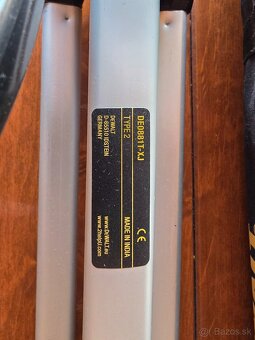 DE0881T-XJ
TYPE 2
DeWALT
D-65510 IDSTEIN
GERMANY
CE
MADE IN INDIA
www.DeWALT.eu
www.2helpU.com
bazos.sk